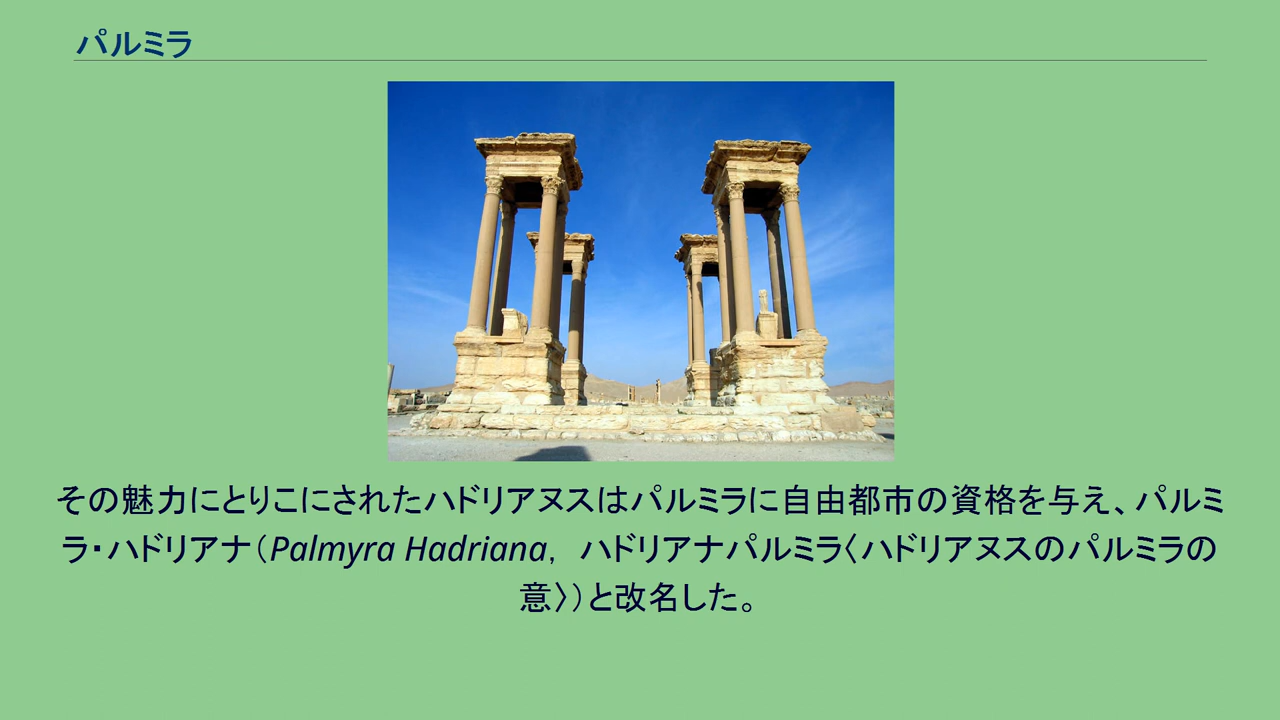 パルミラ
その魅力にとりこにされたハドリアヌスはパルミラに自由都市の資格を与え、パルミ
ラ・ハドリアナ（Palmyra Hadriana, ハドリアナパルミラ〈ハドリアヌスのパルミラの
意〉）と改名した。